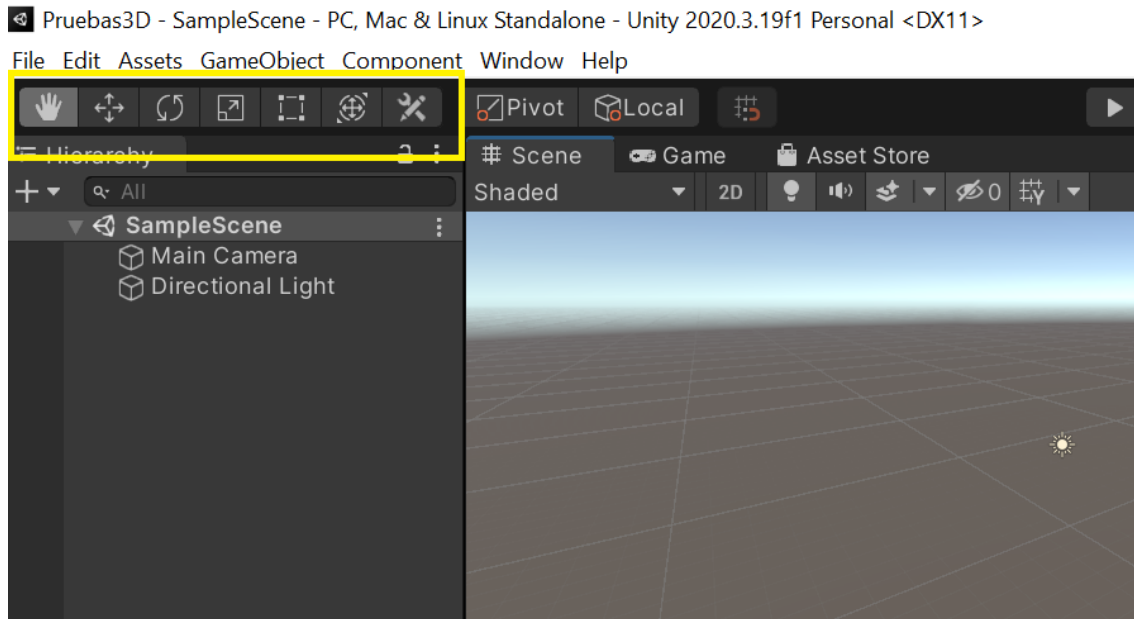 Pruebas3D - SampleScene - PC, Mac & Linux Standalone - Unity 2020.3.19f1 Personal <DX11>
File Edit Assets GameObject Component Window Help
Pivot Local
Hierarchy
# Scene Game Asset Store
All
Shaded 2D 0 Y
SampleScene
Main Camera
Directional Light